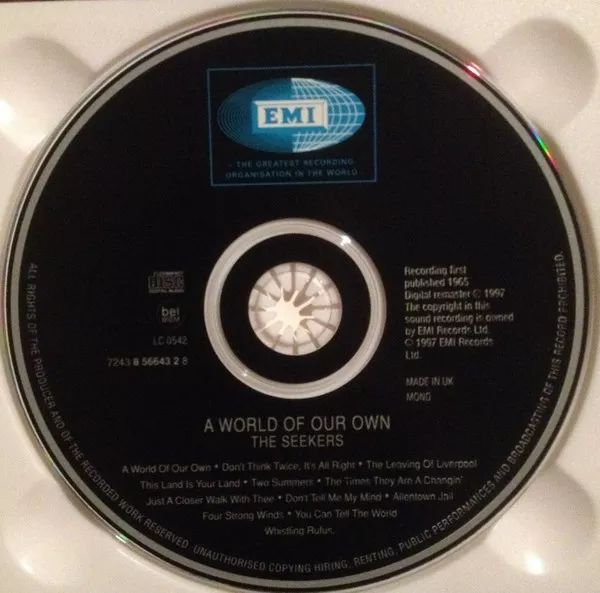 EMI
- THE GREATEST RECORDING
ORGANISATION IN THE WORLD -
COMPACT
disc
DIGITAL AUDIO
bel
BIEM
LC 0542
7243 8 56643 2 8
Recording first
published 1965
Digital remaster ℗ 1997
The copyright in this
sound recording is owned
by EMI Records Ltd.
© 1997 EMI Records
Ltd.
MADE IN UK
MONO
A WORLD OF OUR OWN
THE SEEKERS
A World Of Our Own • Don't Think Twice, It's All Right • The Leaving Of Liverpool
This Land Is Your Land • Two Summers • The Times They Are A Changin'
Just A Closer Walk With Thee • Don't Tell Me My Mind • Allentown Jail
Four Strong Winds • You Can Tell The World
Whistling Rufus.
ALL RIGHTS OF THE PRODUCER AND OF THE RECORDED WORK RESERVED. UNAUTHORISED COPYING HIRING, RENTING, PUBLIC PERFORMANCES AND BROADCASTING OF THIS RECORD PROHIBITED.